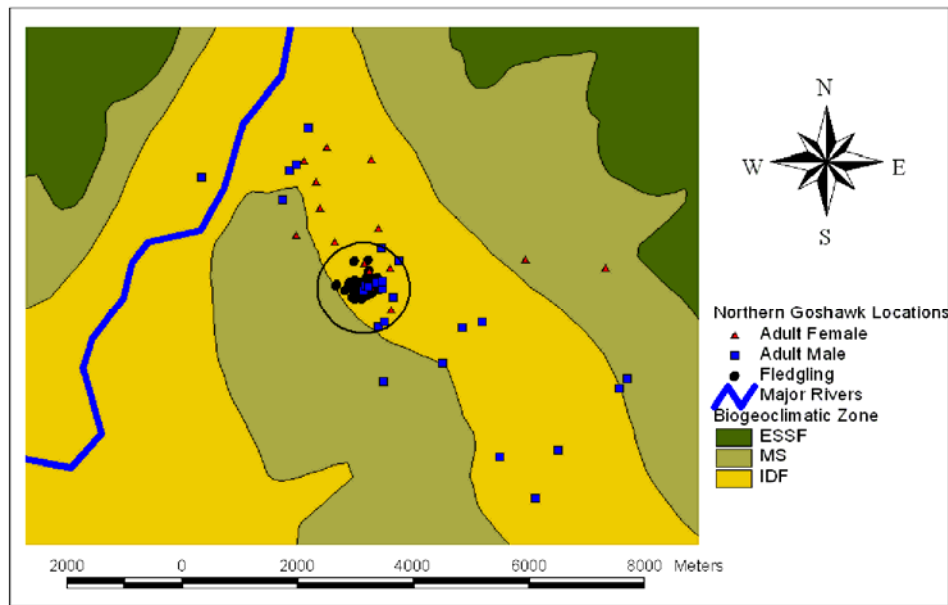 N
W E
S
Northern Goshawk Locations
Adult Female
Adult Male
Fledgling
Major Rivers
Biogeoclimatic Zone
ESSF
MS
IDF
2000 0 2000 4000 6000 8000 Meters